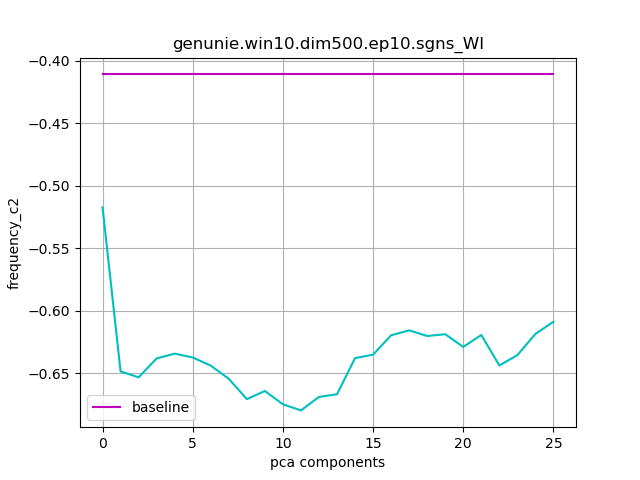 genunie.win10.dim500.ep10.sgns_WI
−0.40
−0.45
−0.50
−0.55
−0.60
−0.65
frequency_c2
baseline
0 5 10 15 20 25
pca components